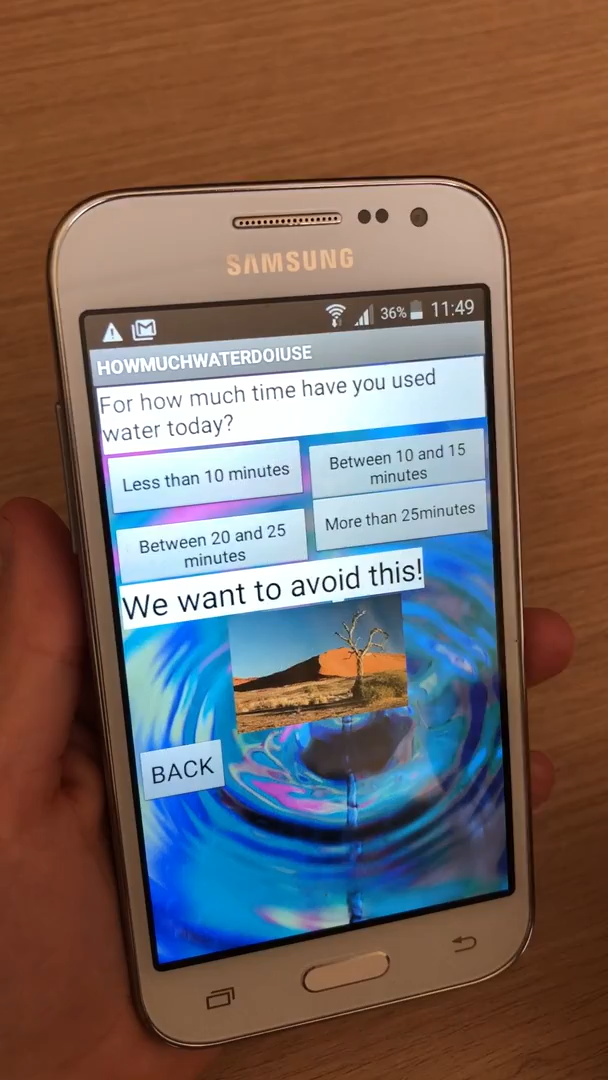 SAMSUNG
36% 11:49
HOWMUCHWATERDOIUSE
For how much time have you used
water today?
Less than 10 minutes
Between 10 and 15
minutes
Between 20 and 25
minutes
More than 25minutes
We want to avoid this!
BACK